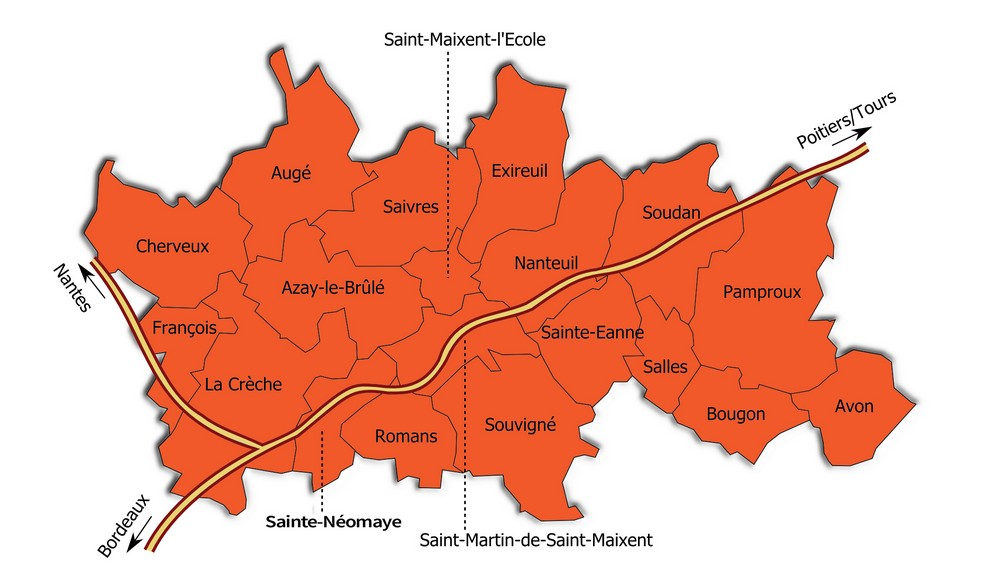 Saint-Maixent-l'Ecole
Poitiers/Tours
Augé
Exireuil
Saivres
Soudan
Cherveux
Nanteuil
Nantes
Azay-le-Brûlé
Pamproux
François
Sainte-Eanne
Salles
La Crèche
Avon
Bougon
Souvigné
Romans
Sainte-Néomaye
Bordeaux
Saint-Martin-de-Saint-Maixent